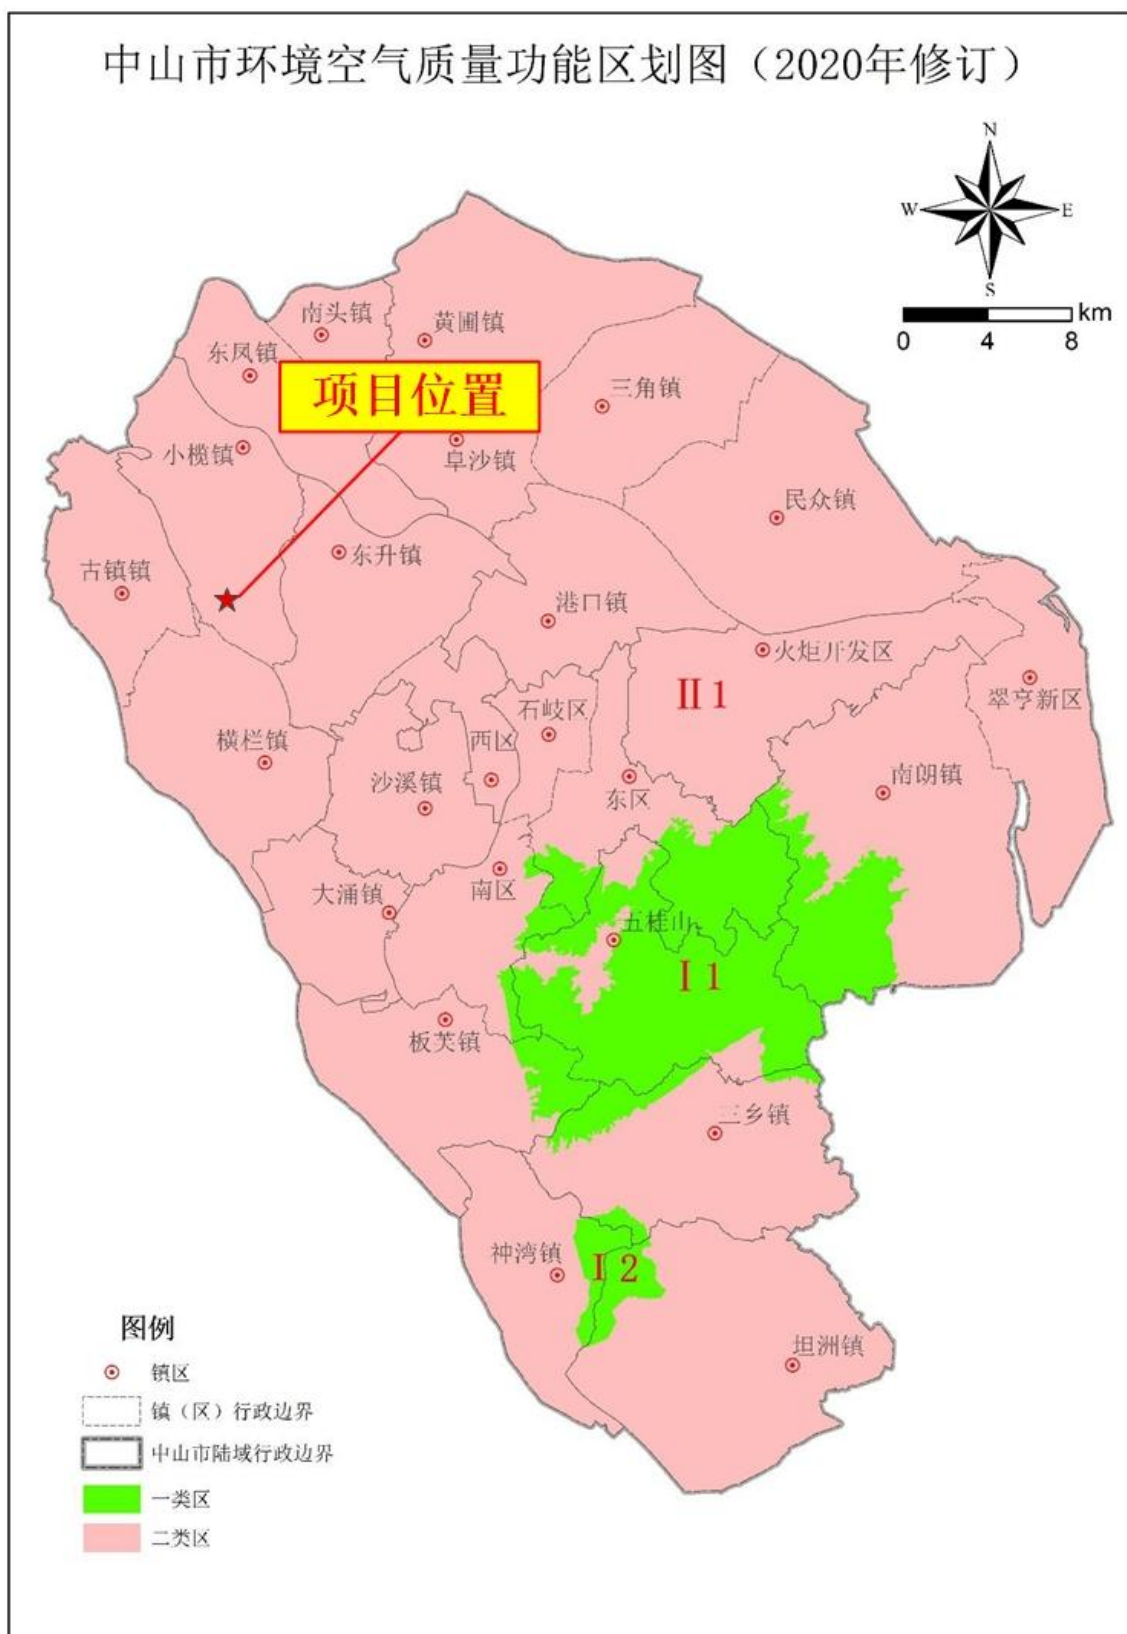 中山市环境空气质量功能区划图（2020年修订）
N
W
E
S
km
0
4
8
南头镇
黄圃镇
东凤镇
项目位置
三角镇
小榄镇
阜沙镇
民众镇
东升镇
古镇镇
港口镇
火炬开发区
翠亨新区
Ⅱ1
石岐区
横栏镇
西区
沙溪镇
东区
南朗镇
南区
大涌镇
五桂山
Ⅰ1
板芙镇
三乡镇
神湾镇
Ⅰ2
坦洲镇
图例
镇区
镇（区）行政边界
中山市陆域行政边界
一类区
二类区